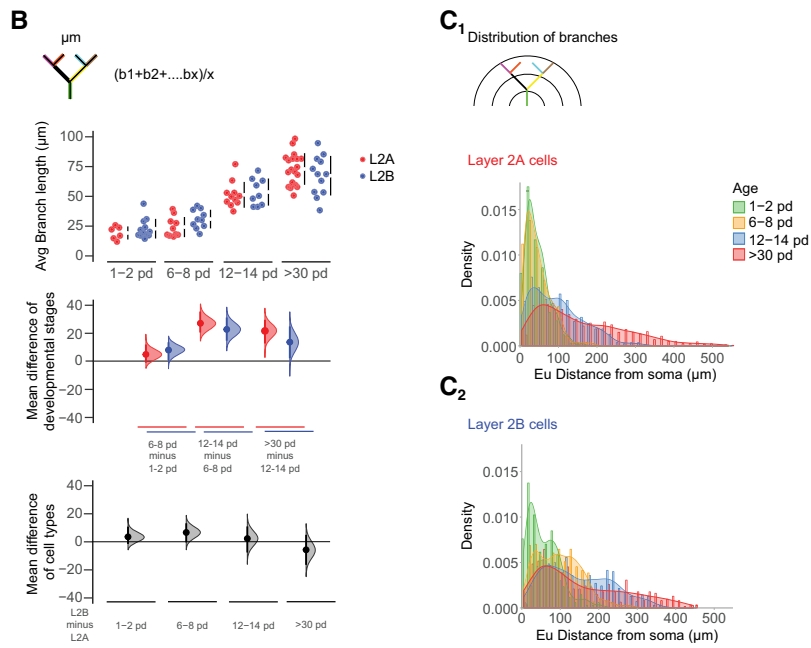 B
µm
(b1+b2+....bx)/x
Avg Branch length (µm)
100
75
50
25
0
L2A
L2B
1−2 pd
6−8 pd
12−14 pd
>30 pd
Mean difference of
developmental stages
40
20
0
−20
−40
6-8 pd
minus
1-2 pd
12-14 pd
minus
6-8 pd
>30 pd
minus
12-14 pd
Mean difference
of cell types
40
20
0
−20
−40
L2B
minus
L2A
1−2 pd
6−8 pd
12−14 pd
>30 pd
C1
Distribution of branches
Layer 2A cells
Age
1−2 pd
6−8 pd
12−14 pd
>30 pd
Density
0.015
0.010
0.005
0.000
0
100
200
300
400
500
Eu Distance from soma (µm)
C2
Layer 2B cells
Density
0.015
0.010
0.005
0.000
0
100
200
300
400
500
Eu Distance from soma (µm)